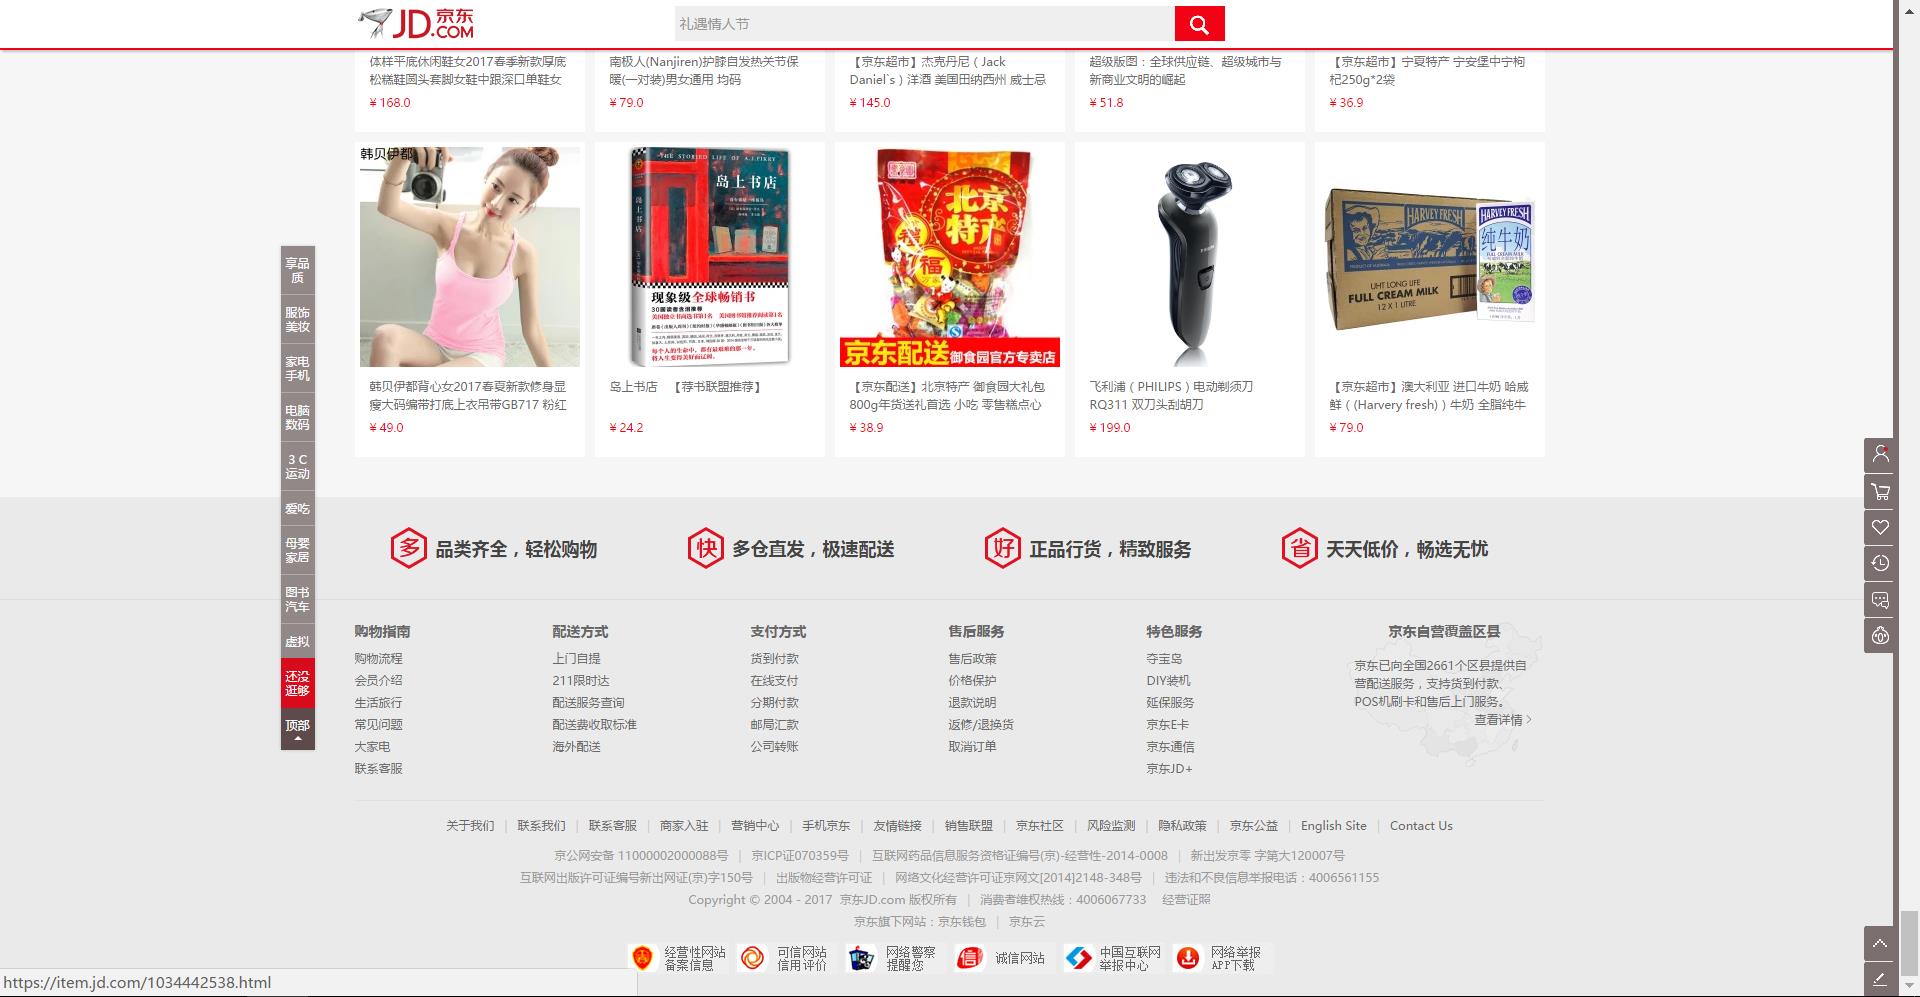 JD 京东
.COM
礼遇情人节
体样平底休闲鞋女2017春季新款厚底
松糕鞋圆头套脚女鞋中跟深口单鞋女
¥ 168.0
南极人(Nanjiren)护膝自发热关节保
暖(一对装)男女通用 均码
¥ 79.0
【京东超市】杰克丹尼（Jack
Daniel`s）洋酒 美国田纳西州 威士忌
¥ 145.0
超级版图：全球供应链、超级城市与
新商业文明的崛起
¥ 51.8
【京东超市】宁夏特产 宁安堡中宁枸
杞250g*2袋
¥ 36.9
韩贝伊都
韩贝伊都背心女2017春夏新款修身显
瘦大码编带打底上衣吊带GB717 粉红
¥ 49.0
THE STORIED LIFE OF A.J.FIKRY
岛上书店
岛上书店
现象级全球畅销书
每个人的生命中，都有最艰难的那一年，
将人生变得美好而辽阔。
岛上书店 【荐书联盟推荐】
¥ 24.2
北京
特产
福
京东配送御食园官方专卖店
【京东配送】北京特产 御食园大礼包
800g年货送礼首选 小吃 零售糕点心
¥ 38.9
飞利浦（PHILIPS）电动剃须刀
RQ311 双刀头刮胡刀
¥ 199.0
HARVEY FRESH
UHT LONG LIFE
FULL CREAM MILK
12 X 1 LITRE
HARVEY FRESH
纯牛奶
FULL CREAM MILK
【京东超市】澳大利亚 进口牛奶 哈威
鲜（(Harvery fresh)）牛奶 全脂纯牛
¥ 79.0
享品
质
服饰
美妆
家电
手机
电脑
数码
3 C
运动
爱吃
母婴
家居
图书
汽车
虚拟
还没
逛够
顶部
多 品类齐全，轻松购物
快 多仓直发，极速配送
好 正品行货，精致服务
省 天天低价，畅选无忧
购物指南
购物流程
会员介绍
生活旅行
常见问题
大家电
联系客服
配送方式
上门自提
211限时达
配送服务查询
配送费收取标准
海外配送
支付方式
货到付款
在线支付
分期付款
邮局汇款
公司转账
售后服务
售后政策
价格保护
退款说明
返修/退换货
取消订单
特色服务
夺宝岛
DIY装机
延保服务
京东E卡
京东通信
京东JD+
京东自营覆盖区县
京东已向全国2661个区县提供自
营配送服务，支持货到付款、
POS机刷卡和售后上门服务。
查看详情 >
关于我们 | 联系我们 | 联系客服 | 商家入驻 | 营销中心 | 手机京东 | 友情链接 | 销售联盟 | 京东社区 | 风险监测 | 隐私政策 | 京东公益 | English Site | Contact Us
京公网安备 11000002000088号 | 京ICP证070359号 | 互联网药品信息服务资格证编号(京)-经营性-2014-0008 | 新出发京零 字第大120007号
互联网出版许可证编号新出网证(京)字150号 | 出版物经营许可证 | 网络文化经营许可证京网文[2014]2148-348号 | 违法和不良信息举报电话：4006561155
Copyright © 2004 - 2017 京东JD.com 版权所有 | 消费者维权热线：4006067733 经营证照
京东旗下网站：京东钱包 | 京东云
经营性网站
备案信息
可信网站
信用评价
网络警察
提醒您
诚信网站
中国互联网
举报中心
网络举报
APP下载
https://item.jd.com/1034442538.html